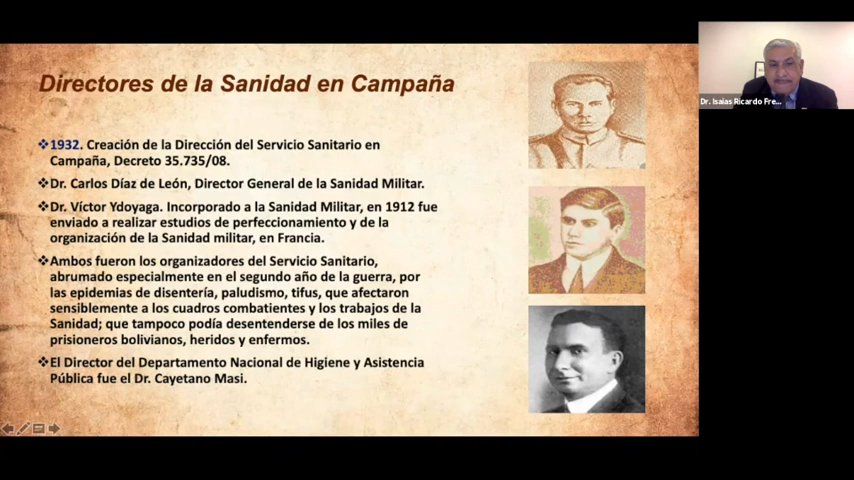 Directores de la Sanidad en Campaña
❖1932. Creación de la Dirección del Servicio Sanitario en
Campaña, Decreto 35.735/08.
❖Dr. Carlos Díaz de León, Director General de la Sanidad Militar.
❖Dr. Víctor Ydoyaga. Incorporado a la Sanidad Militar, en 1912 fue
enviado a realizar estudios de perfeccionamiento y de la
organización de la Sanidad militar, en Francia.
❖Ambos fueron los organizadores del Servicio Sanitario,
abrumado especialmente en el segundo año de la guerra, por
las epidemias de disentería, paludismo, tifus, que afectaron
sensiblemente a los cuadros combatientes y los trabajos de la
Sanidad; que tampoco podía desentenderse de los miles de
prisioneros bolivianos, heridos y enfermos.
❖El Director del Departamento Nacional de Higiene y Asistencia
Pública fue el Dr. Cayetano Masi.
Dr. Isaias Ricardo Fre...